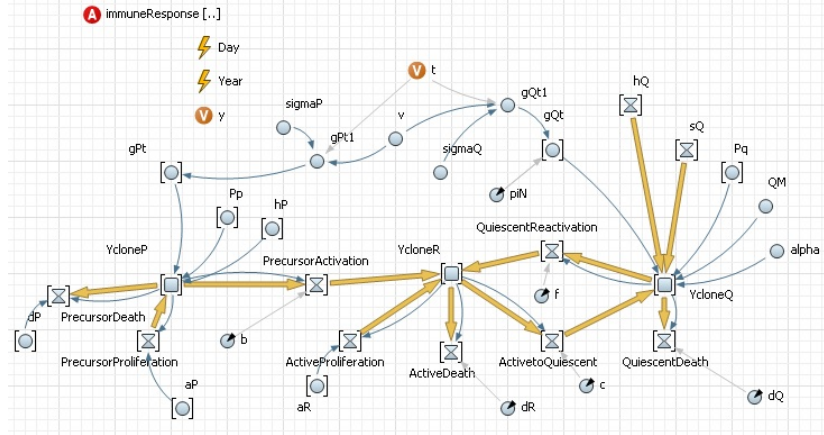 immuneResponse [..]
Day
Year
y
t
hQ
gQt1
sigmaP
v
gQt
sQ
gPt1
sigmaQ
gPt
Pq
QM
piN
Pp
hP
QuiescentReactivation
YcloneP
PrecursorActivation
YcloneR
alpha
YcloneQ
f
dP
PrecursorDeath
b
PrecursorProliferation
ActiveProliferation
ActiveDeath
ActivetoQuiescent
QuiescentDeath
aP
aR
c
dR
dQ